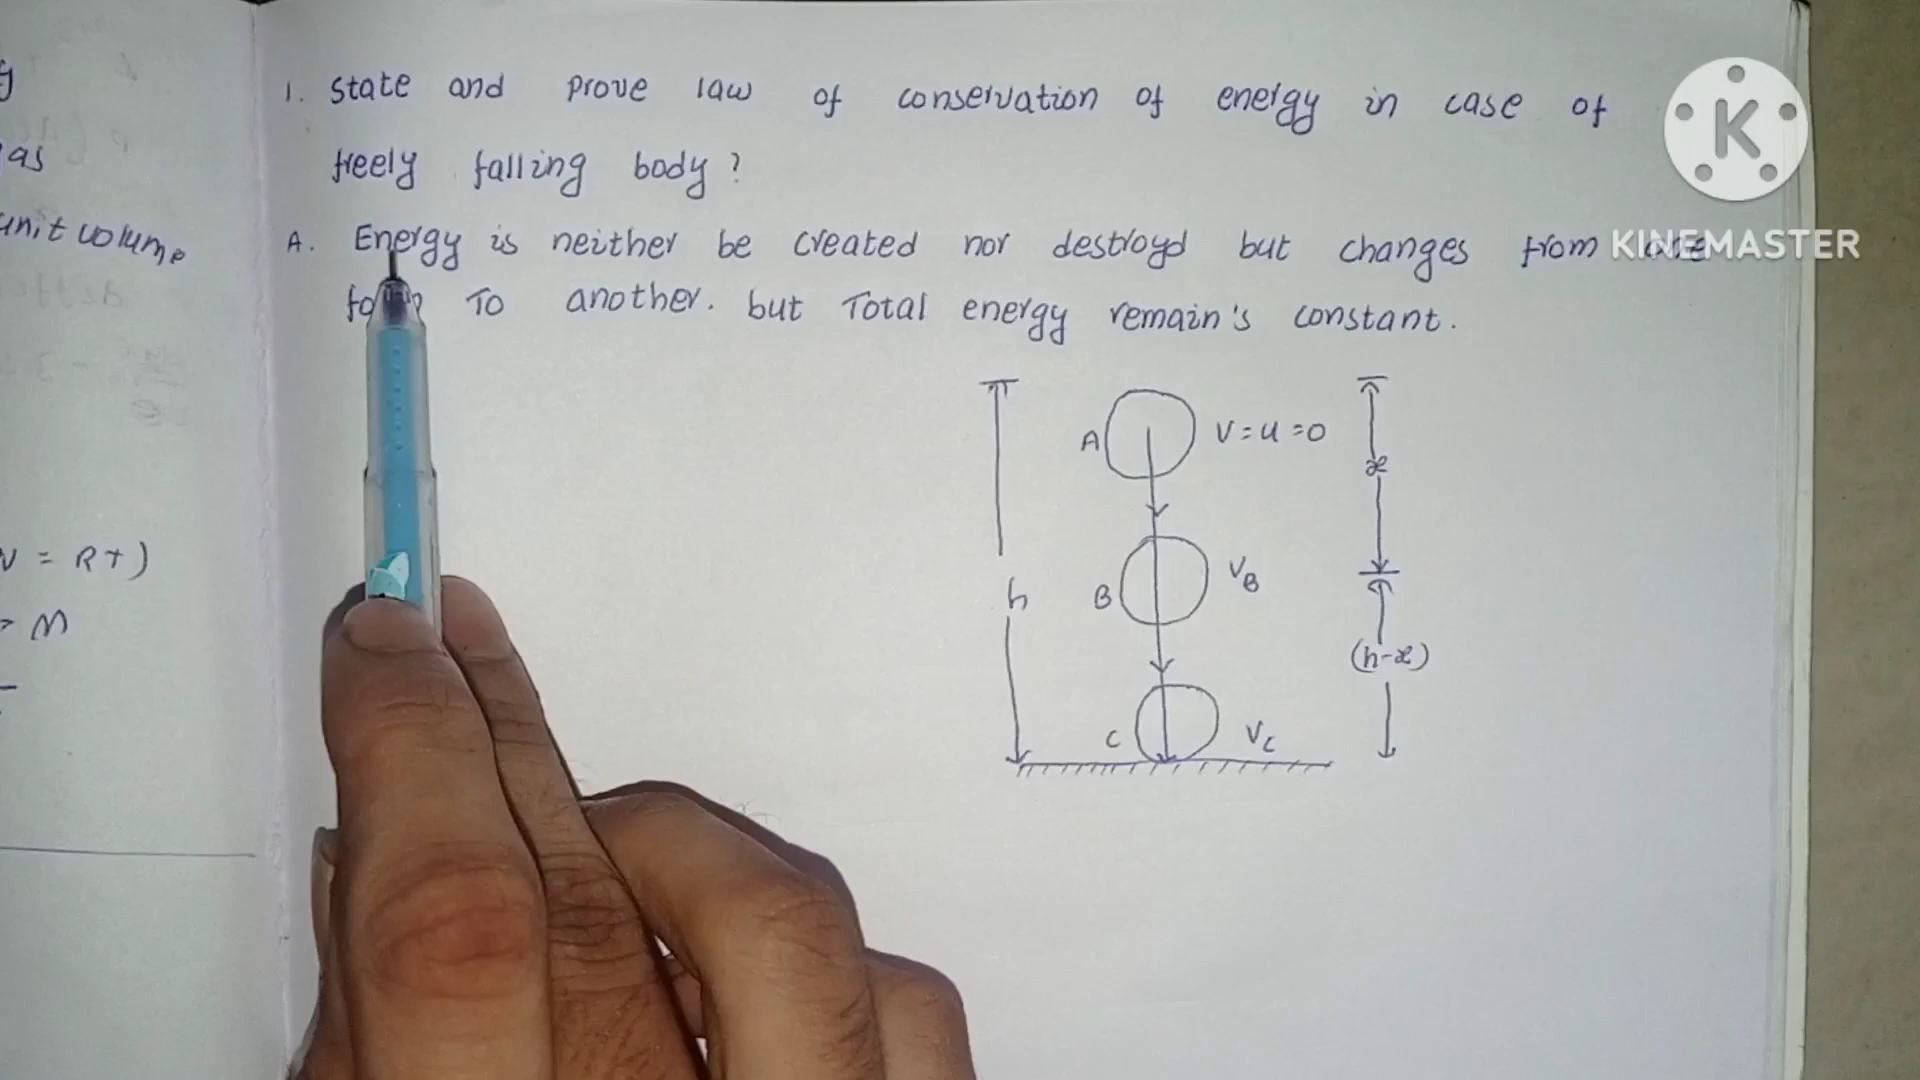 y
as
unit volume
V = RT)
= M
1. State and prove law of conservation of energy in case of
freely falling body?
A. Energy is neither be created nor destroyd but changes from
To another. but Total energy remain's constant.
A V = u = 0
x
B VB
h
(h-x)
C VC
K
KINEMASTER